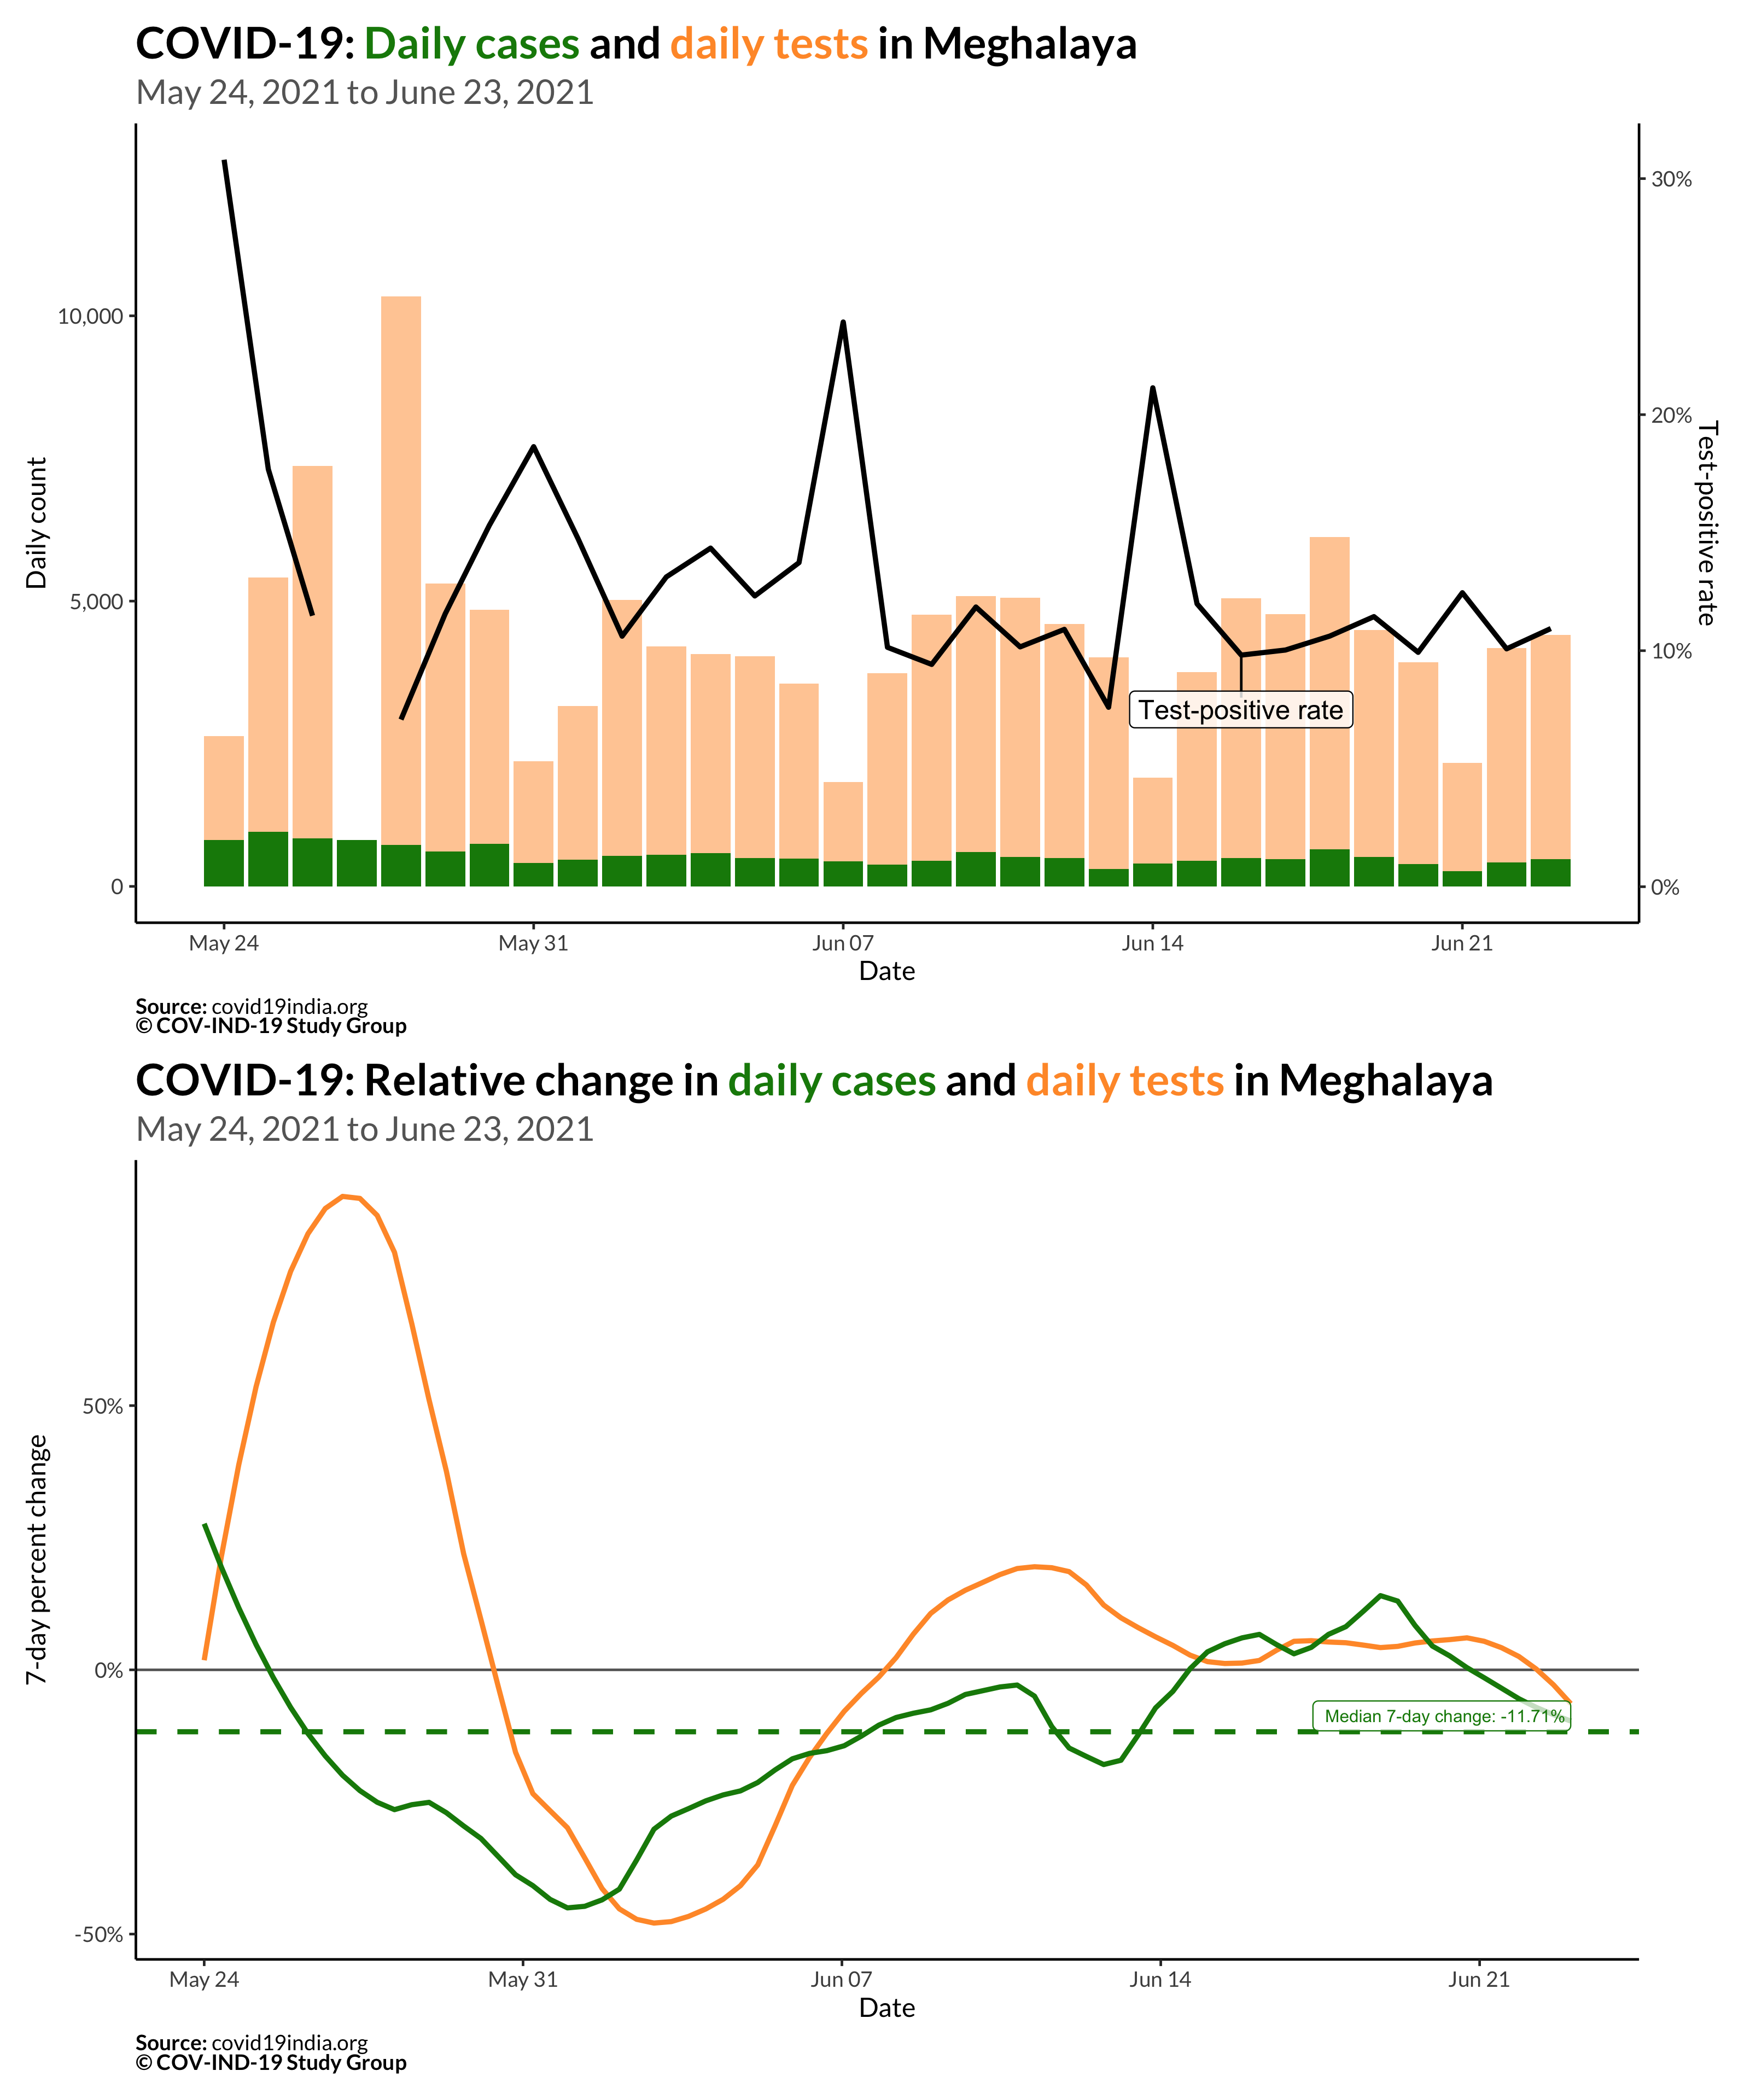 COVID-19: Daily cases and daily tests in Meghalaya
May 24, 2021 to June 23, 2021
Daily count
10,000
5,000
0
30%
20%
10%
0%
Test-positive rate
Test-positive rate
May 24
May 31
Jun 07
Jun 14
Jun 21
Date
Source: covid19india.org
© COV-IND-19 Study Group
COVID-19: Relative change in daily cases and daily tests in Meghalaya
May 24, 2021 to June 23, 2021
7-day percent change
50%
0%
-50%
Median 7-day change: -11.71%
May 24
May 31
Jun 07
Jun 14
Jun 21
Date
Source: covid19india.org
© COV-IND-19 Study Group